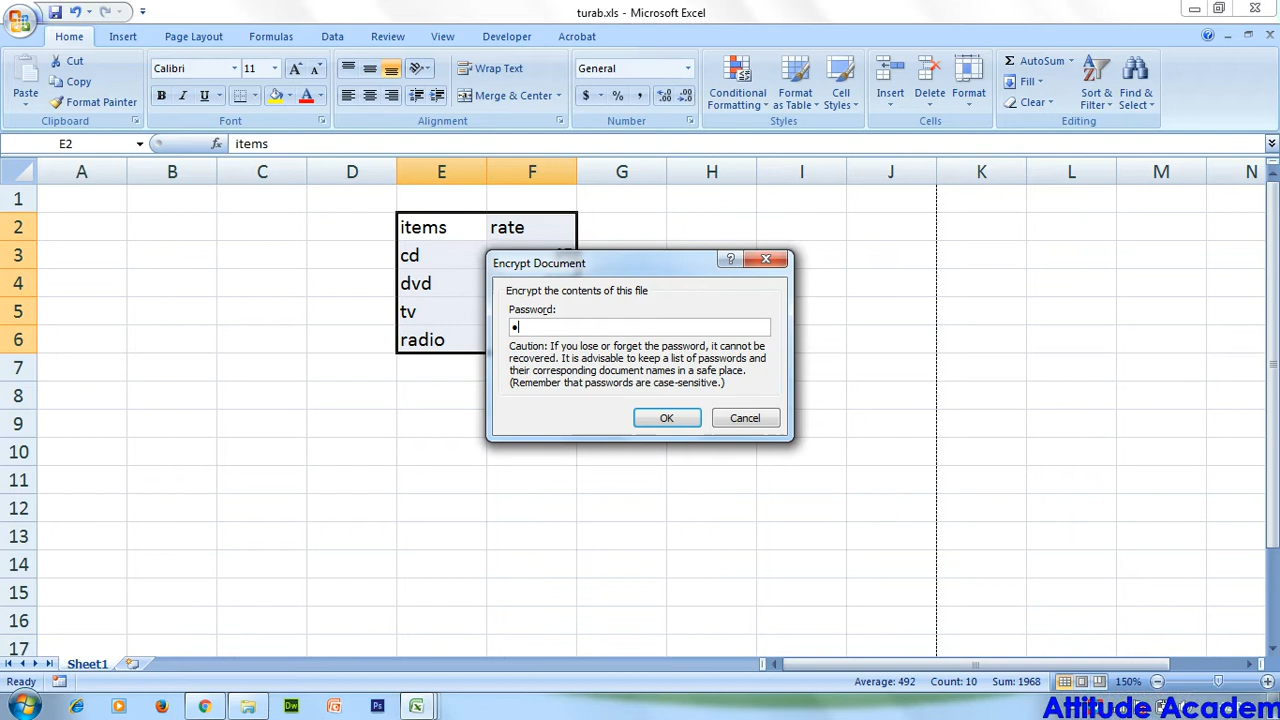 turab.xls - Microsoft Excel
Home Insert Page Layout Formulas Data Review View Developer Acrobat
Paste
Cut
Copy
Format Painter
Clipboard
Calibri 11
B I U
Font
Wrap Text
Merge & Center
Alignment
General
$ % ,
Number
Conditional Formatting
Format as Table
Cell Styles
Styles
Insert
Delete
Format
Cells
AutoSum
Fill
Clear
Sort & Filter
Find & Select
Editing
E2 fx items
A B C D E F G H I J K L M N
1
2 items rate
3 cd
4 dvd
5 tv
6 radio
7
8
9
10
11
12
13
14
15
16
17
Encrypt Document
Encrypt the contents of this file
Password:
Caution: If you lose or forget the password, it cannot be
recovered. It is advisable to keep a list of passwords and
their corresponding document names in a safe place.
(Remember that passwords are case-sensitive.)
OK Cancel
Sheet1
Ready Average: 492 Count: 10 Sum: 1968 150%
Dw Ps
Attitude Academ